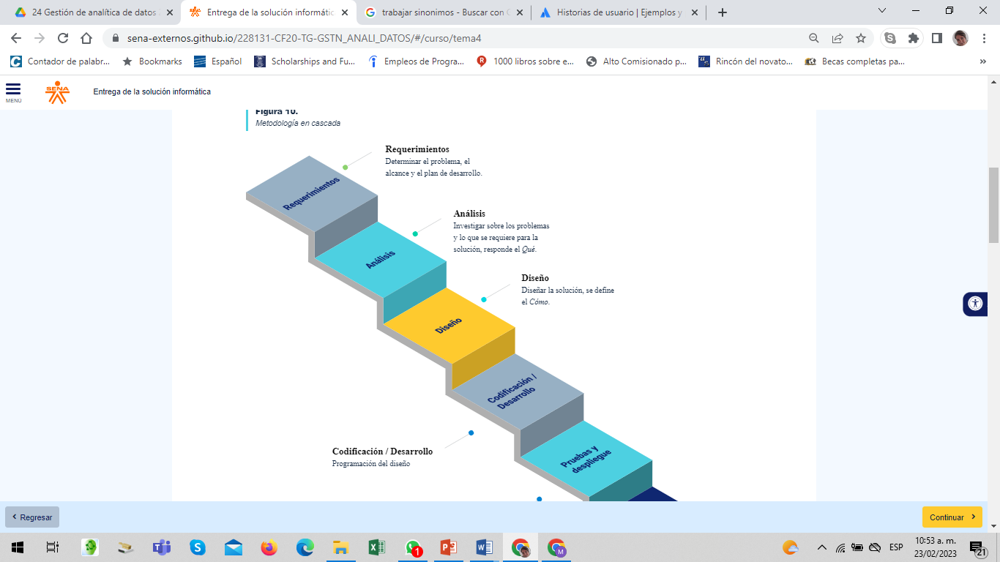 24 Gestión de analítica de datos
Entrega de la solución informátic
trabajar sinonimos - Buscar con G
Historias de usuario | Ejemplos y
sena-externos.github.io/228131-CF20-TG-GSTN_ANALI_DATOS/#/curso/tema4
Contador de palabr...
Bookmarks
Español
Scholarships and Fu...
Empleos de Progra...
1000 libros sobre e...
Alto Comisionado p...
Rincón del novato...
Becas completas pa...
»
MENÚ
SENA
Entrega de la solución informática
Figura 10.
Metodología en cascada
Requerimientos
Determinar el problema, el
alcance y el plan de desarrollo.
Requerimientos
Análisis
Investigar sobre los problemas
y lo que se requiere para la
solución, responde el Qué.
Análisis
Diseño
Diseñar la solución, se define
el Cómo.
Diseño
Codificación /
Desarrollo
Codificación / Desarrollo
Programación del diseño
Pruebas y
despliegue
Regresar
Continuar
1
M
ESP
10:53 a. m.
23/02/2023
21